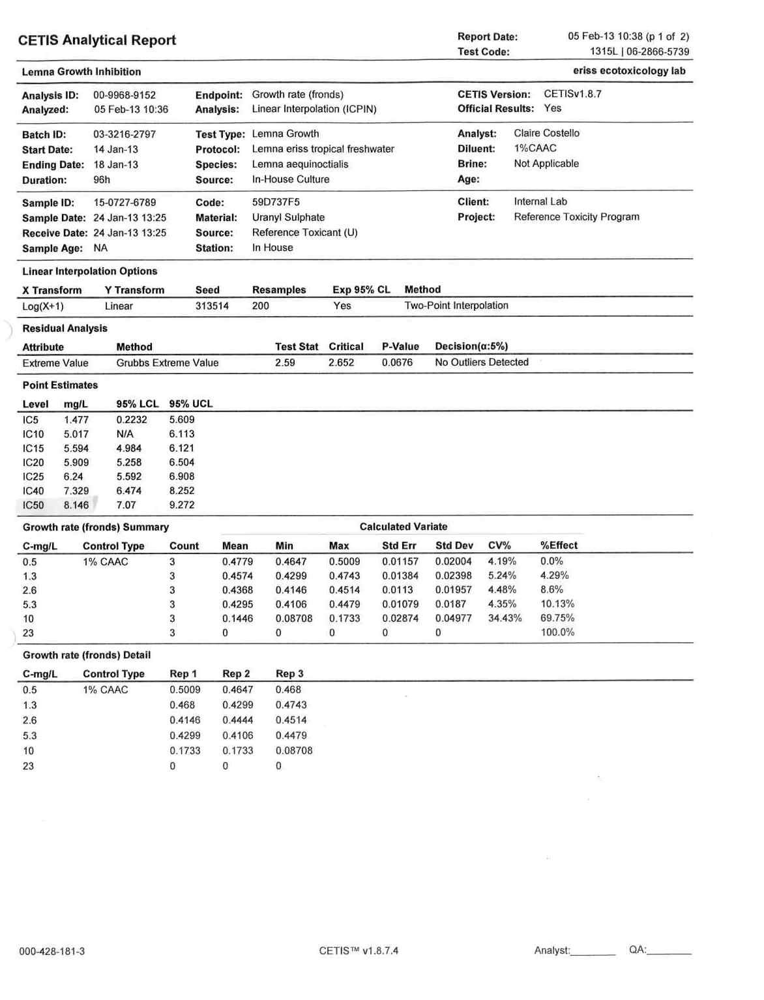 CETIS Analytical Report
Report Date: 05 Feb-13 10:38 (p 1 of 2)
Test Code: 1315L | 06-2866-5739
Lemna Growth Inhibition eriss ecotoxicology lab
Analysis ID: 00-9968-9152 Endpoint: Growth rate (fronds) CETIS Version: CETISv1.8.7
Analyzed: 05 Feb-13 10:36 Analysis: Linear Interpolation (ICPIN) Official Results: Yes
Batch ID: 03-3216-2797 Test Type: Lemna Growth Analyst: Claire Costello
Start Date: 14 Jan-13 Protocol: Lemna eriss tropical freshwater Diluent: 1%CAAC
Ending Date: 18 Jan-13 Species: Lemna aequinoctialis Brine: Not Applicable
Duration: 96h Source: In-House Culture Age:
Sample ID: 15-0727-6789 Code: 59D737F5 Client: Internal Lab
Sample Date: 24 Jan-13 13:25 Material: Uranyl Sulphate Project: Reference Toxicity Program
Receive Date: 24 Jan-13 13:25 Source: Reference Toxicant (U)
Sample Age: NA Station: In House
Linear Interpolation Options
X Transform Y Transform Seed Resamples Exp 95% CL Method
Log(X+1) Linear 313514 200 Yes Two-Point Interpolation
Residual Analysis
Attribute Method Test Stat Critical P-Value Decision(α:5%)
Extreme Value Grubbs Extreme Value 2.59 2.652 0.0676 No Outliers Detected
Point Estimates
Level mg/L 95% LCL 95% UCL
IC5 1.477 0.2232 5.609
IC10 5.017 N/A 6.113
IC15 5.594 4.984 6.121
IC20 5.909 5.258 6.504
IC25 6.24 5.592 6.908
IC40 7.329 6.474 8.252
IC50 8.146 7.07 9.272
Growth rate (fronds) Summary Calculated Variate
C-mg/L Control Type Count Mean Min Max Std Err Std Dev CV% %Effect
0.5 1% CAAC 3 0.4779 0.4647 0.5009 0.01157 0.02004 4.19% 0.0%
1.3 3 0.4574 0.4299 0.4743 0.01384 0.02398 5.24% 4.29%
2.6 3 0.4368 0.4146 0.4514 0.0113 0.01957 4.48% 8.6%
5.3 3 0.4295 0.4106 0.4479 0.01079 0.0187 4.35% 10.13%
10 3 0.1446 0.08708 0.1733 0.02874 0.04977 34.43% 69.75%
23 3 0 0 0 0 0 100.0%
Growth rate (fronds) Detail
C-mg/L Control Type Rep 1 Rep 2 Rep 3
0.5 1% CAAC 0.5009 0.4647 0.468
1.3 0.468 0.4299 0.4743
2.6 0.4146 0.4444 0.4514
5.3 0.4299 0.4106 0.4479
10 0.1733 0.1733 0.08708
23 0 0 0
000-428-181-3 CETIS™ v1.8.7.4 Analyst:________ QA:________